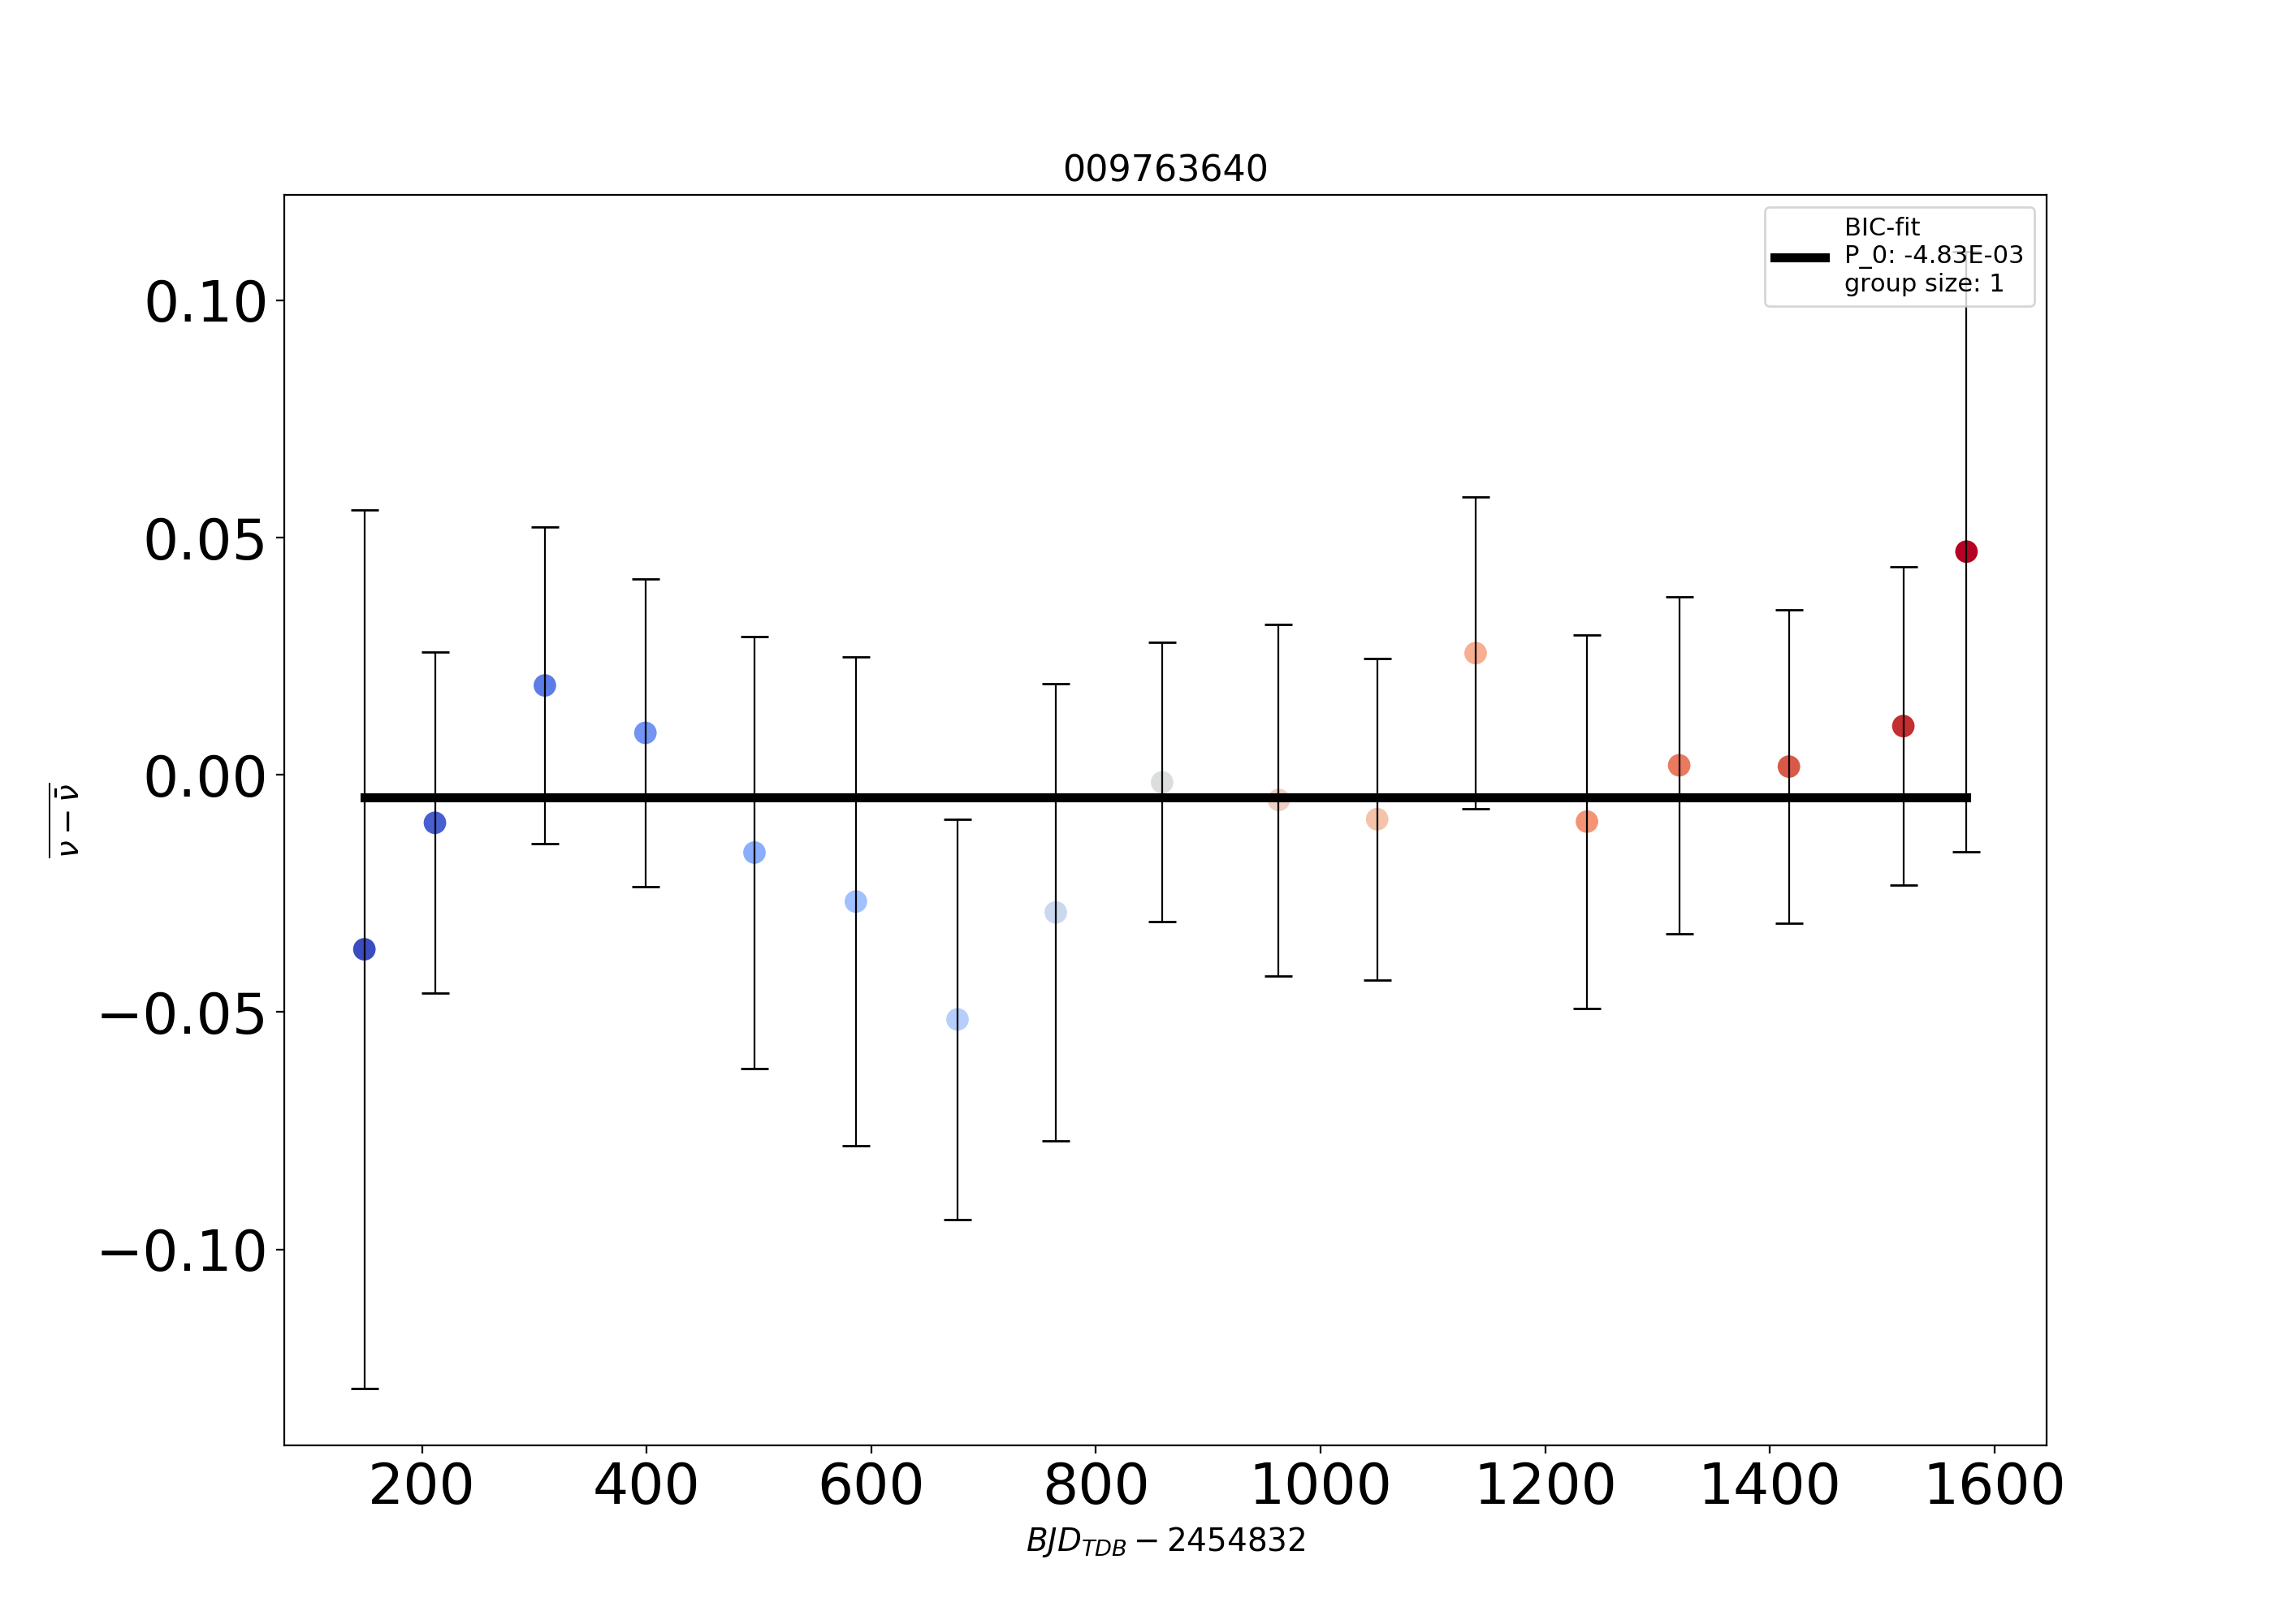 009763640
BIC-fit
P_0: -4.83E-03
group size: 1
0.10
0.05
0.00
−0.05
−0.10
ν − ν̄
200 400 600 800 1000 1200 1400 1600
BJD_TDB − 2454832